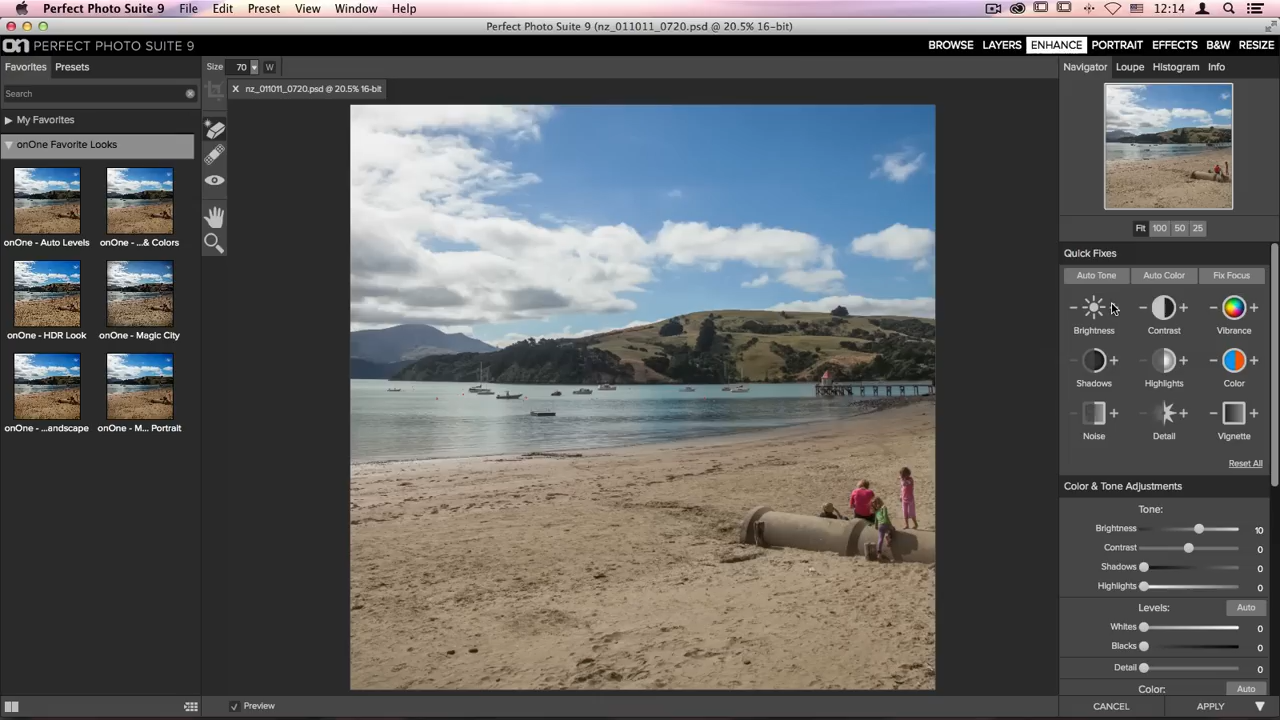 Perfect Photo Suite 9 File Edit Preset View Window Help 12:14
Perfect Photo Suite 9 (nz_011011_0720.psd @ 20.5% 16-bit)
on PERFECT PHOTO SUITE 9 BROWSE LAYERS ENHANCE PORTRAIT EFFECTS B&W RESIZE
Favorites Presets Size 70 W Navigator Loupe Histogram Info
Search x nz_011011_0720.psd @ 20.5% 16-bit
My Favorites
onOne Favorite Looks
onOne - Auto Levels onOne - ...& Colors
onOne - HDR Look onOne - Magic City
onOne - ...andscape onOne - M... Portrait
Fit 100 50 25
Quick Fixes
Auto Tone Auto Color Fix Focus
Brightness Contrast Vibrance
Shadows Highlights Color
Noise Detail Vignette
Reset All
Color & Tone Adjustments
Tone:
Brightness 10
Contrast 0
Shadows 0
Highlights 0
Levels: Auto
Whites 0
Blacks 0
Detail 0
Color: Auto
Preview CANCEL APPLY